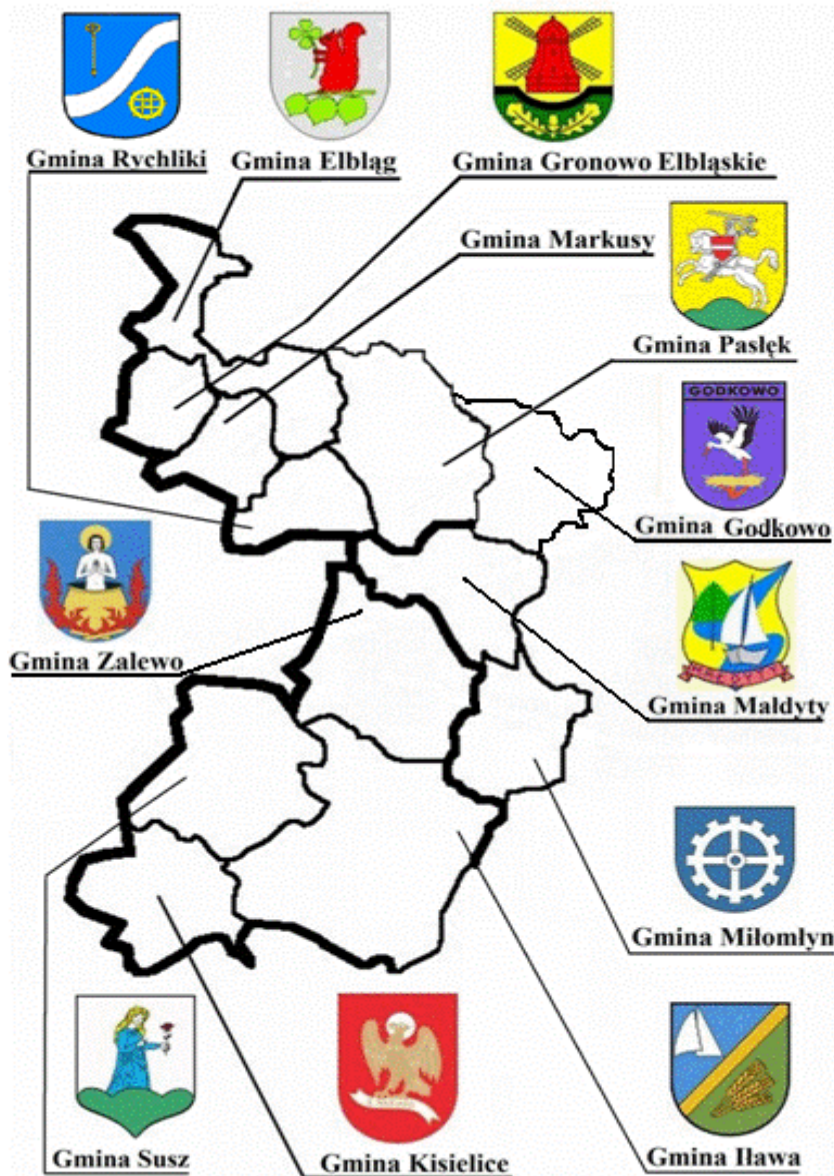 Gmina Rychliki
Gmina Elbląg
Gmina Gronowo Elbląskie
Gmina Markusy
Gmina Pasłęk
GODKOWO
Gmina Godkowo
Gmina Zalewo
MAŁDYTY
Gmina Małdyty
Gmina Miłomłyn
Gmina Susz
Gmina Kisielice
Gmina Iława